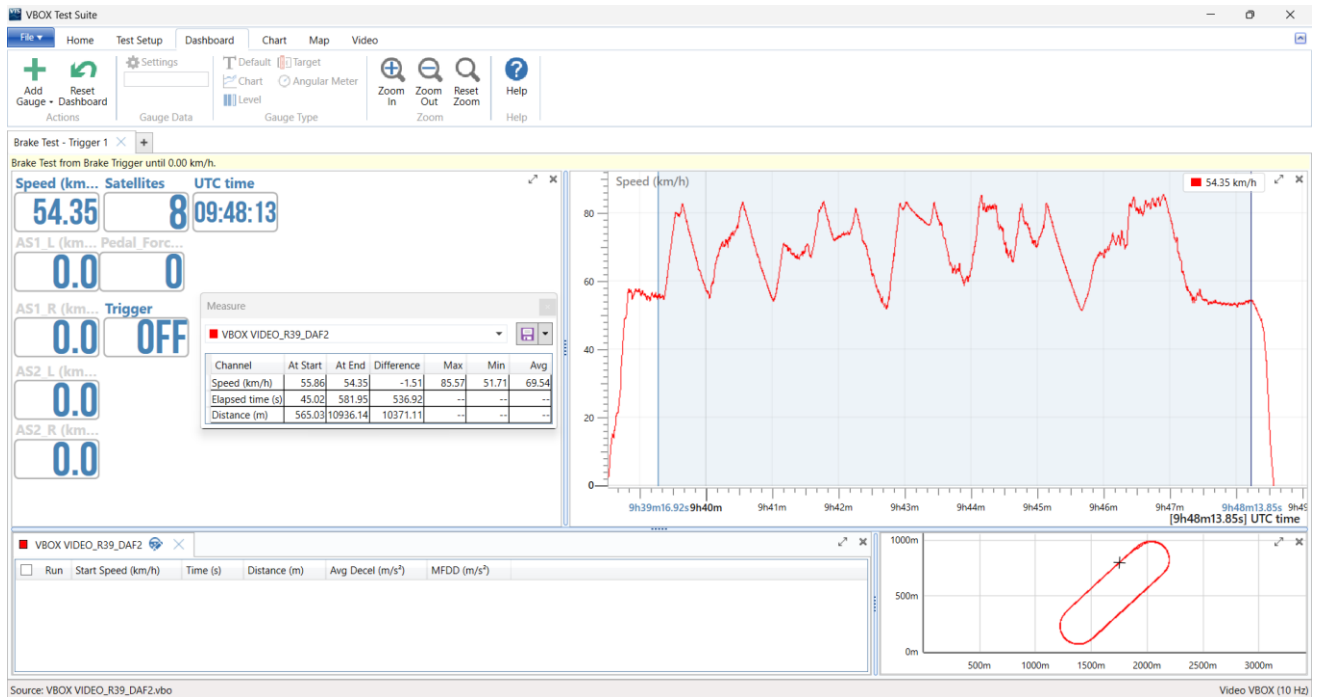 VBOX Test Suite
File Home Test Setup Dashboard Chart Map Video
Add Gauge Reset Dashboard
Actions
Settings
Gauge Data
Default Target
Chart Angular Meter
Level
Gauge Type
Zoom In Zoom Out Reset Zoom
Zoom
Help
Help
Brake Test - Trigger 1
Brake Test from Brake Trigger until 0.00 km/h.
Speed (km... Satellites UTC time
54.35 8 09:48:13
AS1_L (km... Pedal_Forc...
0.0 0
AS1_R (km... Trigger
0.0 OFF
AS2_L (km...
0.0
AS2_R (km...
0.0
Measure
VBOX VIDEO_R39_DAF2
Channel At Start At End Difference Max Min Avg
Speed (km/h) 55.86 54.35 -1.51 85.57 51.71 69.54
Elapsed time (s) 45.02 581.95 536.92 -- -- --
Distance (m) 565.03 10936.14 10371.11 -- -- --
Speed (km/h)
54.35 km/h
80
60
40
20
0
9h39m16.92s 9h40m 9h41m 9h42m 9h43m 9h44m 9h45m 9h46m 9h47m 9h48m13.85s 9h49
[9h48m13.85s] UTC time
VBOX VIDEO_R39_DAF2
Run Start Speed (km/h) Time (s) Distance (m) Avg Decel (m/s²) MFDD (m/s²)
1000m
500m
0m
500m 1000m 1500m 2000m 2500m 3000m
Source: VBOX VIDEO_R39_DAF2.vbo
Video VBOX (10 Hz)